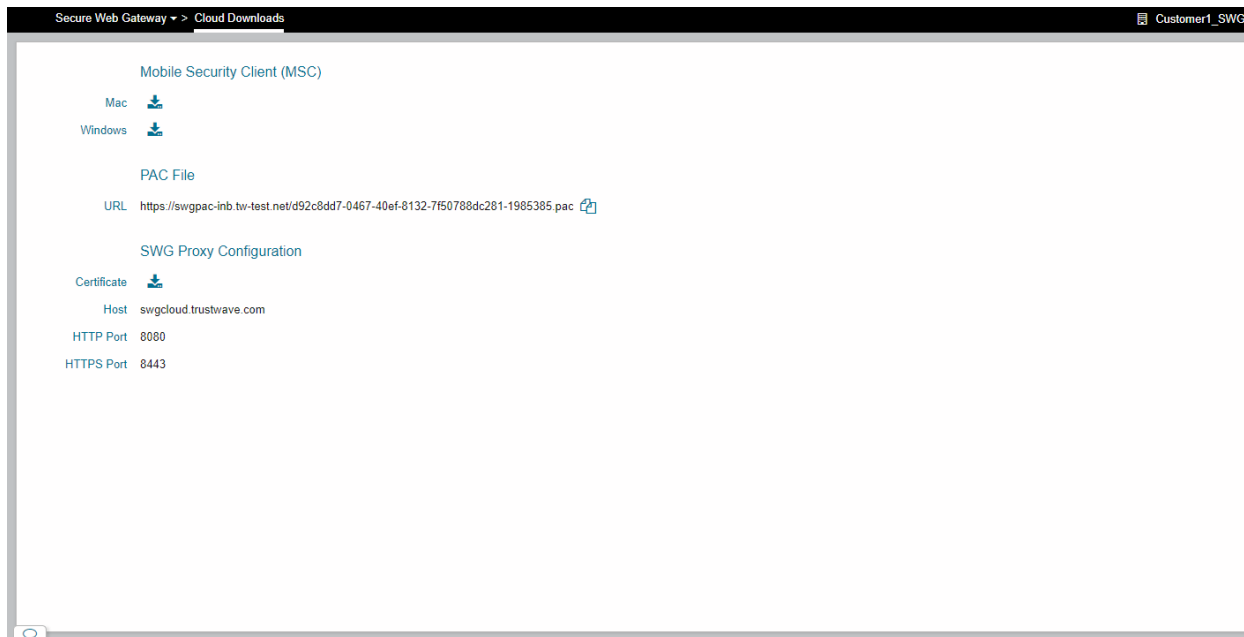 Secure Web Gateway > Cloud Downloads Customer1_SWG
Mobile Security Client (MSC)
Mac
Windows
PAC File
URL https://swgpac-inb.tw-test.net/d92c8dd7-0467-40ef-8132-7f50788dc281-1985385.pac
SWG Proxy Configuration
Certificate
Host swgcloud.trustwave.com
HTTP Port 8080
HTTPS Port 8443